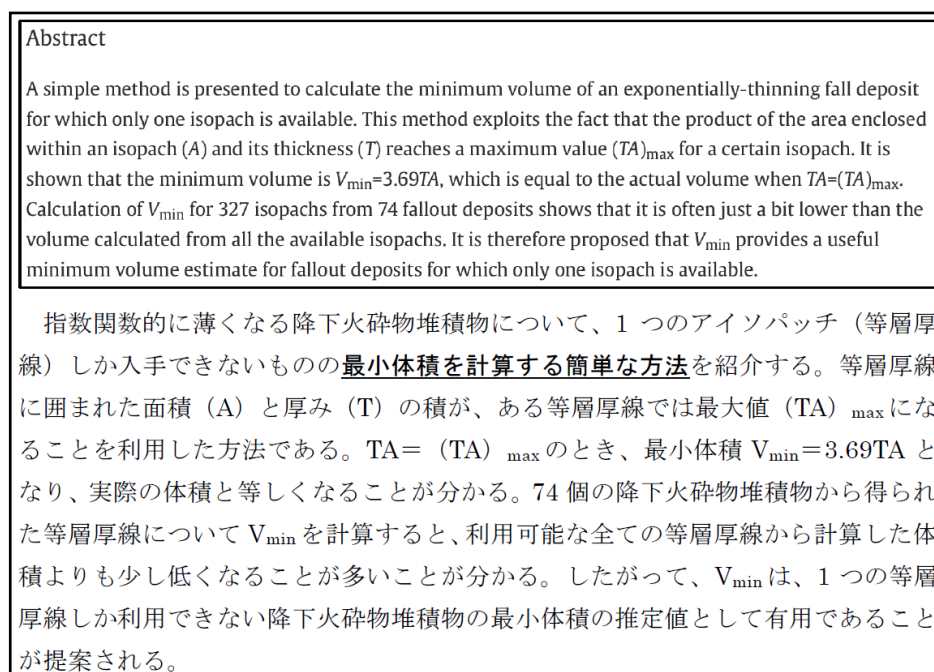 Abstract
A simple method is presented to calculate the minimum volume of an exponentially-thinning fall deposit
for which only one isopach is available. This method exploits the fact that the product of the area enclosed
within an isopach (A) and its thickness (T) reaches a maximum value (TA)max for a certain isopach. It is
shown that the minimum volume is Vmin=3.69TA, which is equal to the actual volume when TA=(TA)max.
Calculation of Vmin for 327 isopachs from 74 fallout deposits shows that it is often just a bit lower than the
volume calculated from all the available isopachs. It is therefore proposed that Vmin provides a useful
minimum volume estimate for fallout deposits for which only one isopach is available.
指数関数的に薄くなる降下火砕物堆積物について、1 つのアイソパッチ（等層厚
線）しか入手できないものの最小体積を計算する簡単な方法を紹介する。等層厚線
に囲まれた面積（A）と厚み（T）の積が、ある等層厚線では最大値（TA）maxにな
ることを利用した方法である。TA＝（TA）maxのとき、最小体積 Vmin＝3.69TA と
なり、実際の体積と等しくなることが分かる。74 個の降下火砕物堆積物から得られ
た等層厚線について Vmin を計算すると、利用可能な全ての等層厚線から計算した体
積よりも少し低くなることが多いことが分かる。したがって、Vmin は、1 つの等層
厚線しか利用できない降下火砕物堆積物の最小体積の推定値として有用であること
が提案される。